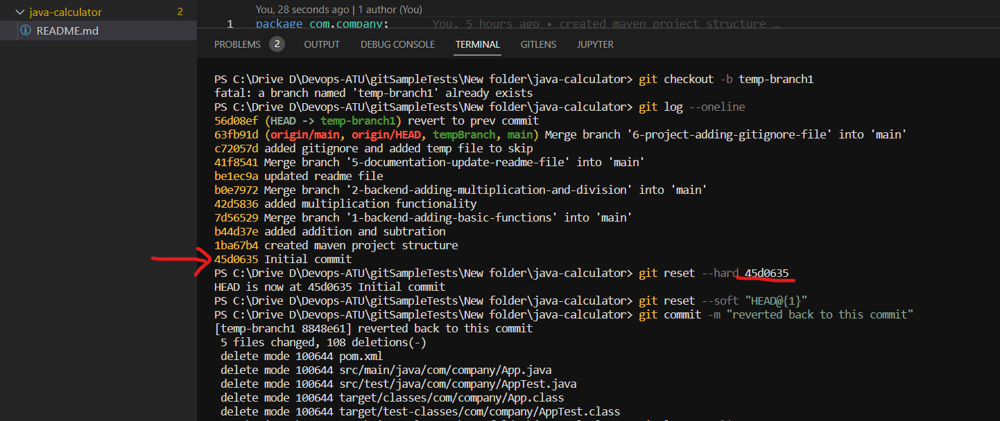 java-calculator 2
README.md
You, 28 seconds ago | 1 author (You)
1 package com.company; You, 5 hours ago • created maven project structure …
PROBLEMS 2 OUTPUT DEBUG CONSOLE TERMINAL GITLENS JUPYTER
PS C:\Drive D\Devops-ATU\gitSampleTests\New folder\java-calculator> git checkout -b temp-branch1
fatal: a branch named 'temp-branch1' already exists
PS C:\Drive D\Devops-ATU\gitSampleTests\New folder\java-calculator> git log --oneline
56d08ef (HEAD -> temp-branch1) revert to prev commit
63fb91d (origin/main, origin/HEAD, tempBranch, main) Merge branch '6-project-adding-gitignore-file' into 'main'
c72057d added gitignore and added temp file to skip
41f8541 Merge branch '5-documentation-update-readme-file' into 'main'
be1ec9a updated readme file
b0e7972 Merge branch '2-backend-adding-multiplication-and-division' into 'main'
42d5836 added multiplication functionality
7d56529 Merge branch '1-backend-adding-basic-functions' into 'main'
b44d37e added addition and subtration
1ba67b4 created maven project structure
45d0635 Initial commit
PS C:\Drive D\Devops-ATU\gitSampleTests\New folder\java-calculator> git reset --hard 45d0635
HEAD is now at 45d0635 Initial commit
PS C:\Drive D\Devops-ATU\gitSampleTests\New folder\java-calculator> git reset --soft "HEAD@{1}"
PS C:\Drive D\Devops-ATU\gitSampleTests\New folder\java-calculator> git commit -m "reverted back to this commit"
[temp-branch1 8848e61] reverted back to this commit
5 files changed, 108 deletions(-)
delete mode 100644 pom.xml
delete mode 100644 src/main/java/com/company/App.java
delete mode 100644 src/test/java/com/company/AppTest.java
delete mode 100644 target/classes/com/company/App.class
delete mode 100644 target/test-classes/com/company/AppTest.class